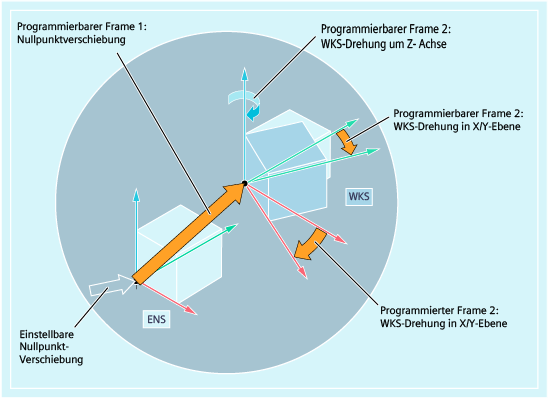 Programmierbarer Frame 1:
Nullpunktverschiebung
Programmierbarer Frame 2:
WKS-Drehung um Z- Achse
Programmierbarer Frame 2:
WKS-Drehung in X/Y-Ebene
WKS
ENS
Programmierter Frame 2:
WKS-Drehung in X/Y-Ebene
Einstellbare
Nullpunkt-
Verschiebung